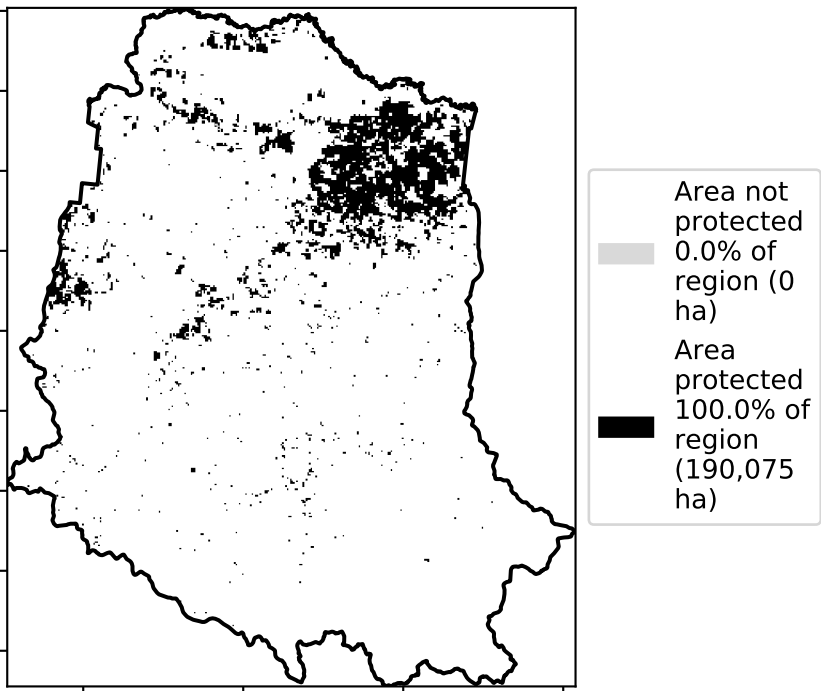 Area not
protected
0.0% of
region (0
ha)
Area
protected
100.0% of
region
(190,075
ha)